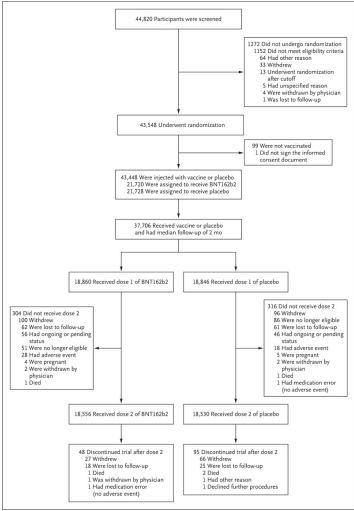 44,820 Participants were screened
1272 Did not undergo randomization
1152 Did not meet eligibility criteria
64 Had other reason
33 Withdrew
13 Underwent randomization
after cutoff
5 Had unspecified reason
4 Were withdrawn by physician
1 Was lost to follow-up
43,548 Underwent randomization
99 Were not vaccinated
1 Did not sign the informed
consent document
43,448 Were injected with vaccine or placebo
21,720 Were assigned to receive BNT162b2
21,728 Were assigned to receive placebo
37,706 Received vaccine or placebo
and had median follow-up of 2 mo
18,860 Received dose 1 of BNT162b2
18,846 Received dose 1 of placebo
304 Did not receive dose 2
100 Withdrew
62 Were lost to follow-up
56 Had ongoing or pending
status
51 Were no longer eligible
28 Had adverse event
4 Were pregnant
2 Were withdrawn by
physician
1 Died
316 Did not receive dose 2
96 Withdrew
86 Were no longer eligible
61 Were lost to follow-up
46 Had ongoing or pending
status
18 Had adverse event
5 Were pregnant
2 Were withdrawn by
physician
1 Died
1 Had medication error
(no adverse event)
18,556 Received dose 2 of BNT162b2
18,530 Received dose 2 of placebo
48 Discontinued trial after dose 2
27 Withdrew
18 Were lost to follow-up
1 Died
1 Was withdrawn by physician
1 Had medication error
(no adverse event)
95 Discontinued trial after dose 2
66 Withdrew
25 Were lost to follow-up
2 Died
1 Had other reason
1 Declined further procedures